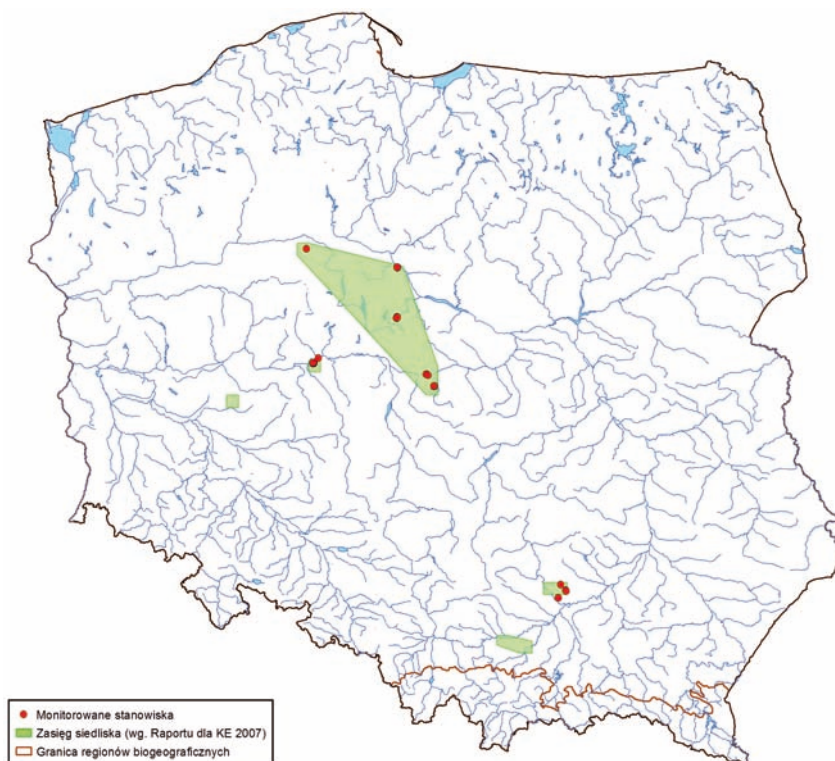 Monitorowane stanowiska
Zasięg siedliska (wg. Raportu dla KE 2007)
Granica regionów biogeograficznych